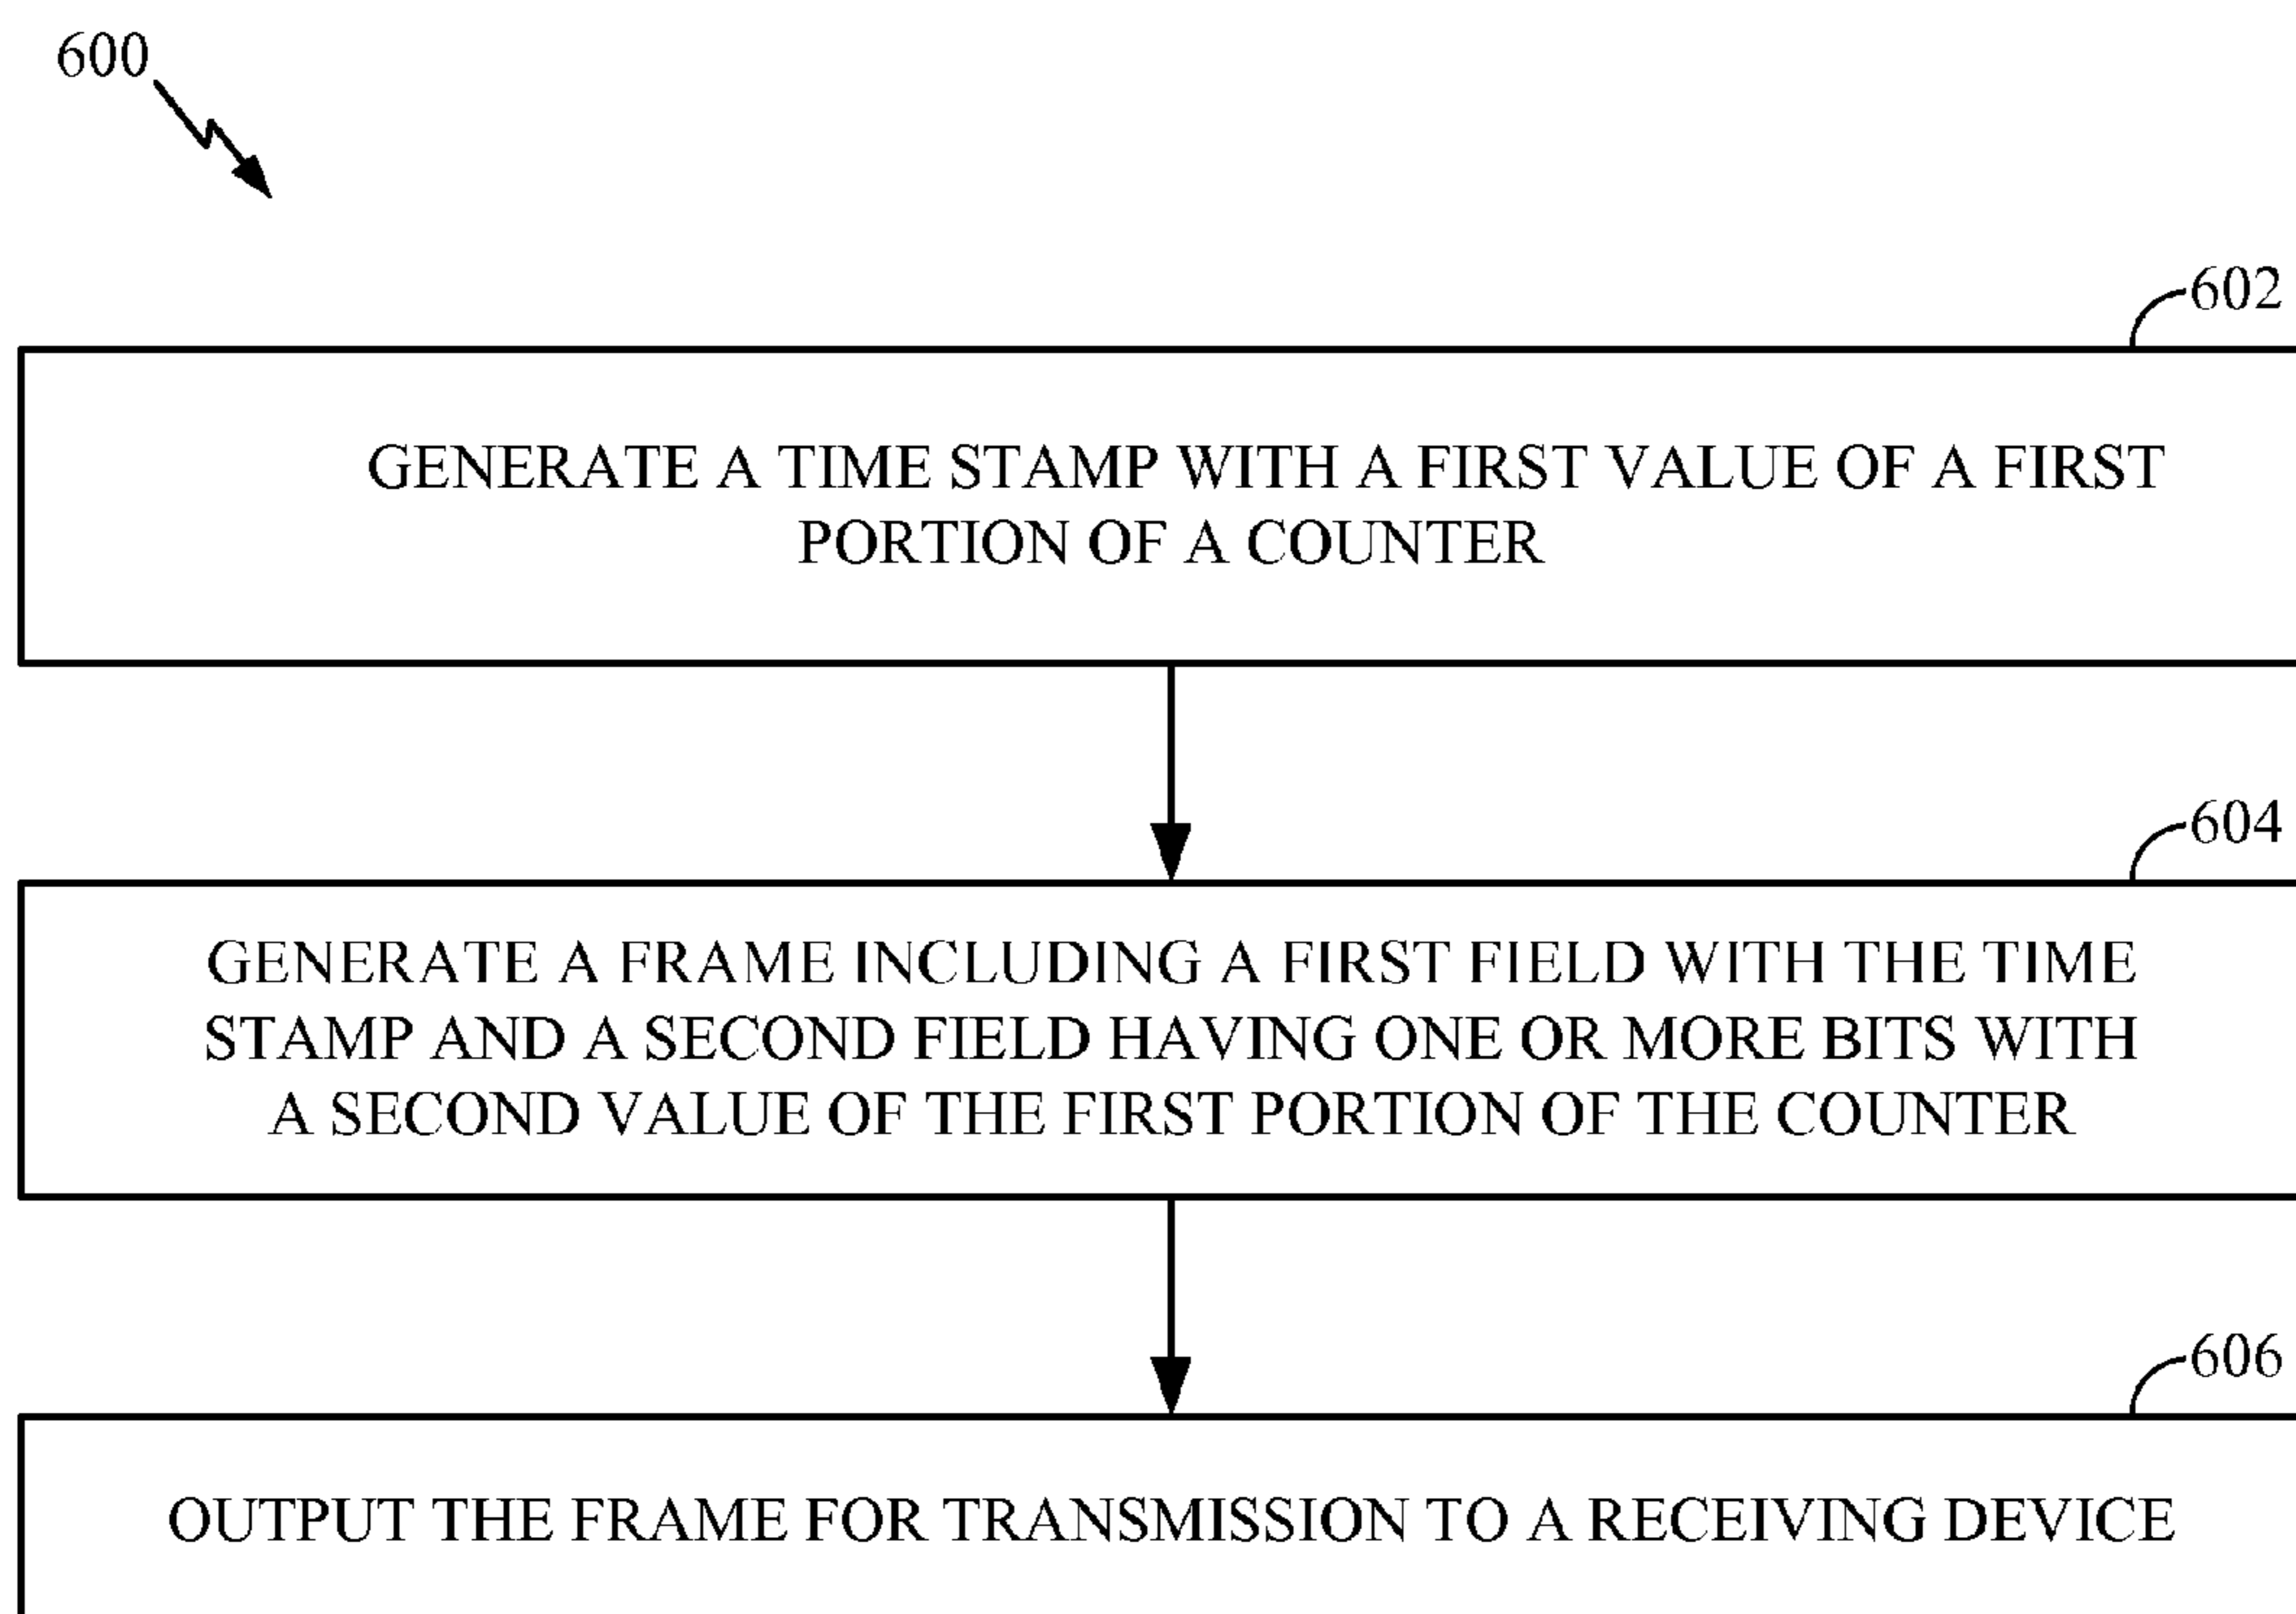 600
602
GENERATE A TIME STAMP WITH A FIRST VALUE OF A FIRST
PORTION OF A COUNTER
604
GENERATE A FRAME INCLUDING A FIRST FIELD WITH THE TIME
STAMP AND A SECOND FIELD HAVING ONE OR MORE BITS WITH
A SECOND VALUE OF THE FIRST PORTION OF THE COUNTER
606
OUTPUT THE FRAME FOR TRANSMISSION TO A RECEIVING DEVICE